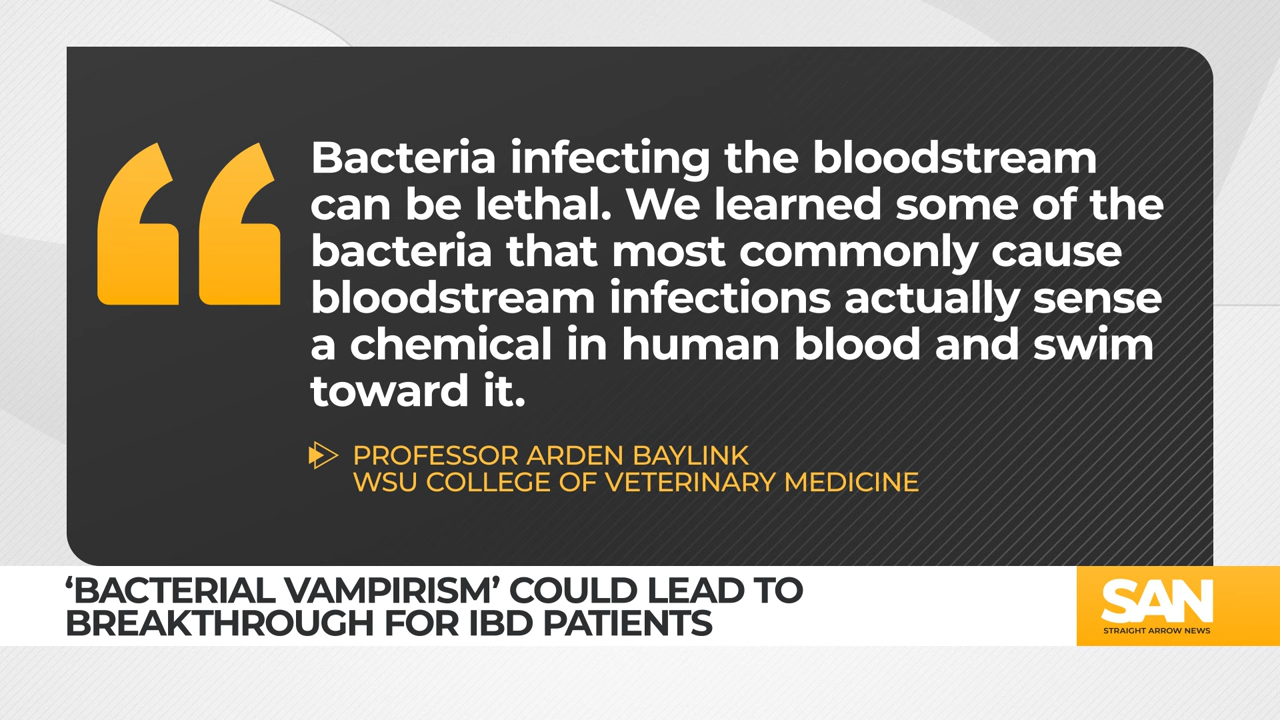 Bacteria infecting the bloodstream
can be lethal. We learned some of the
bacteria that most commonly cause
bloodstream infections actually sense
a chemical in human blood and swim
toward it.
PROFESSOR ARDEN BAYLINK
WSU COLLEGE OF VETERINARY MEDICINE
‘BACTERIAL VAMPIRISM’ COULD LEAD TO
BREAKTHROUGH FOR IBD PATIENTS
SAN
STRAIGHT ARROW NEWS